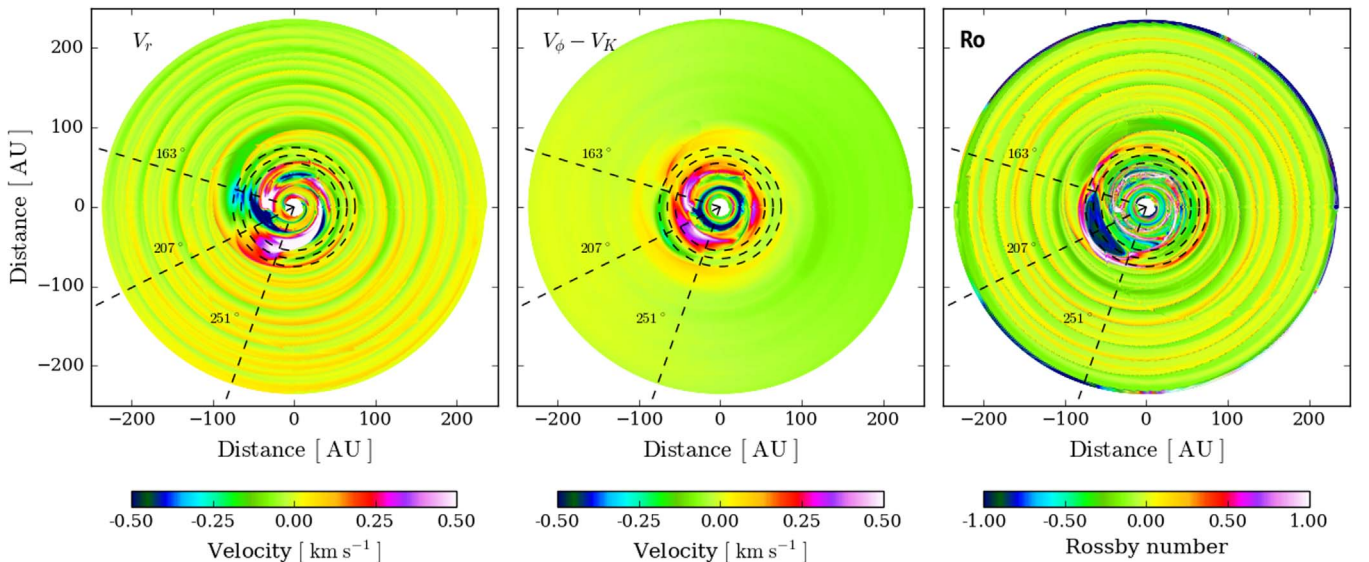 V_r
V_ϕ − V_K
Ro
Distance [ AU ]
200
100
0
−100
−200
163°
207°
251°
163°
207°
251°
163°
207°
251°
−200 −100 0 100 200
−200 −100 0 100 200
−200 −100 0 100 200
Distance [ AU ]
Distance [ AU ]
Distance [ AU ]
-0.50 -0.25 0.00 0.25 0.50
-0.50 -0.25 0.00 0.25 0.50
-1.00 -0.50 0.00 0.50 1.00
Velocity [ km s⁻¹ ]
Velocity [ km s⁻¹ ]
Rossby number